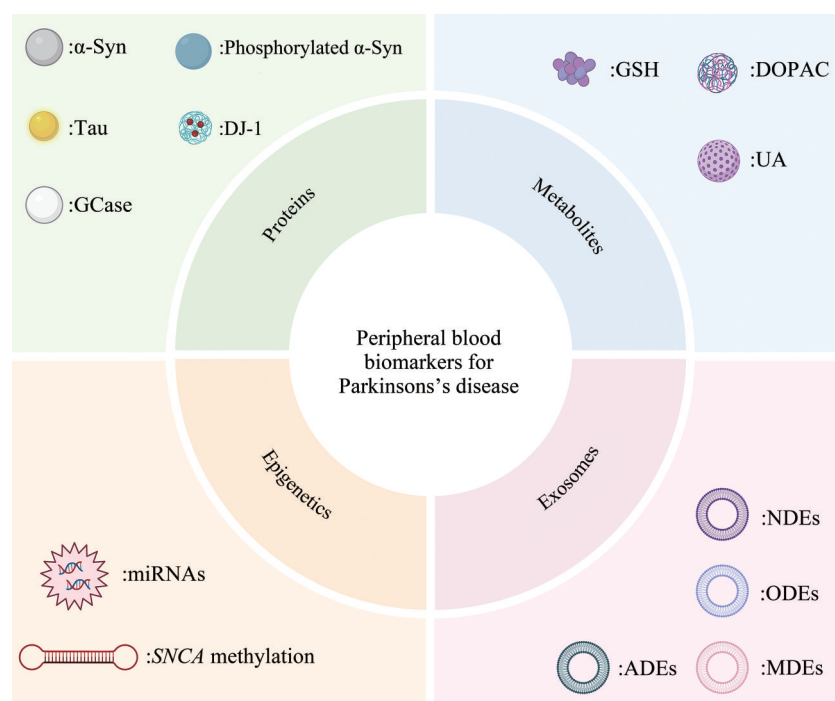 :α-Syn
:Phosphorylated α-Syn
:Tau
:DJ-1
:GCase
Proteins
:GSH
:DOPAC
:UA
Metabolites
Peripheral blood
biomarkers for
Parkinsons's disease
Epigenetics
:miRNAs
:SNCA methylation
Exosomes
:NDEs
:ODEs
:ADEs
:MDEs